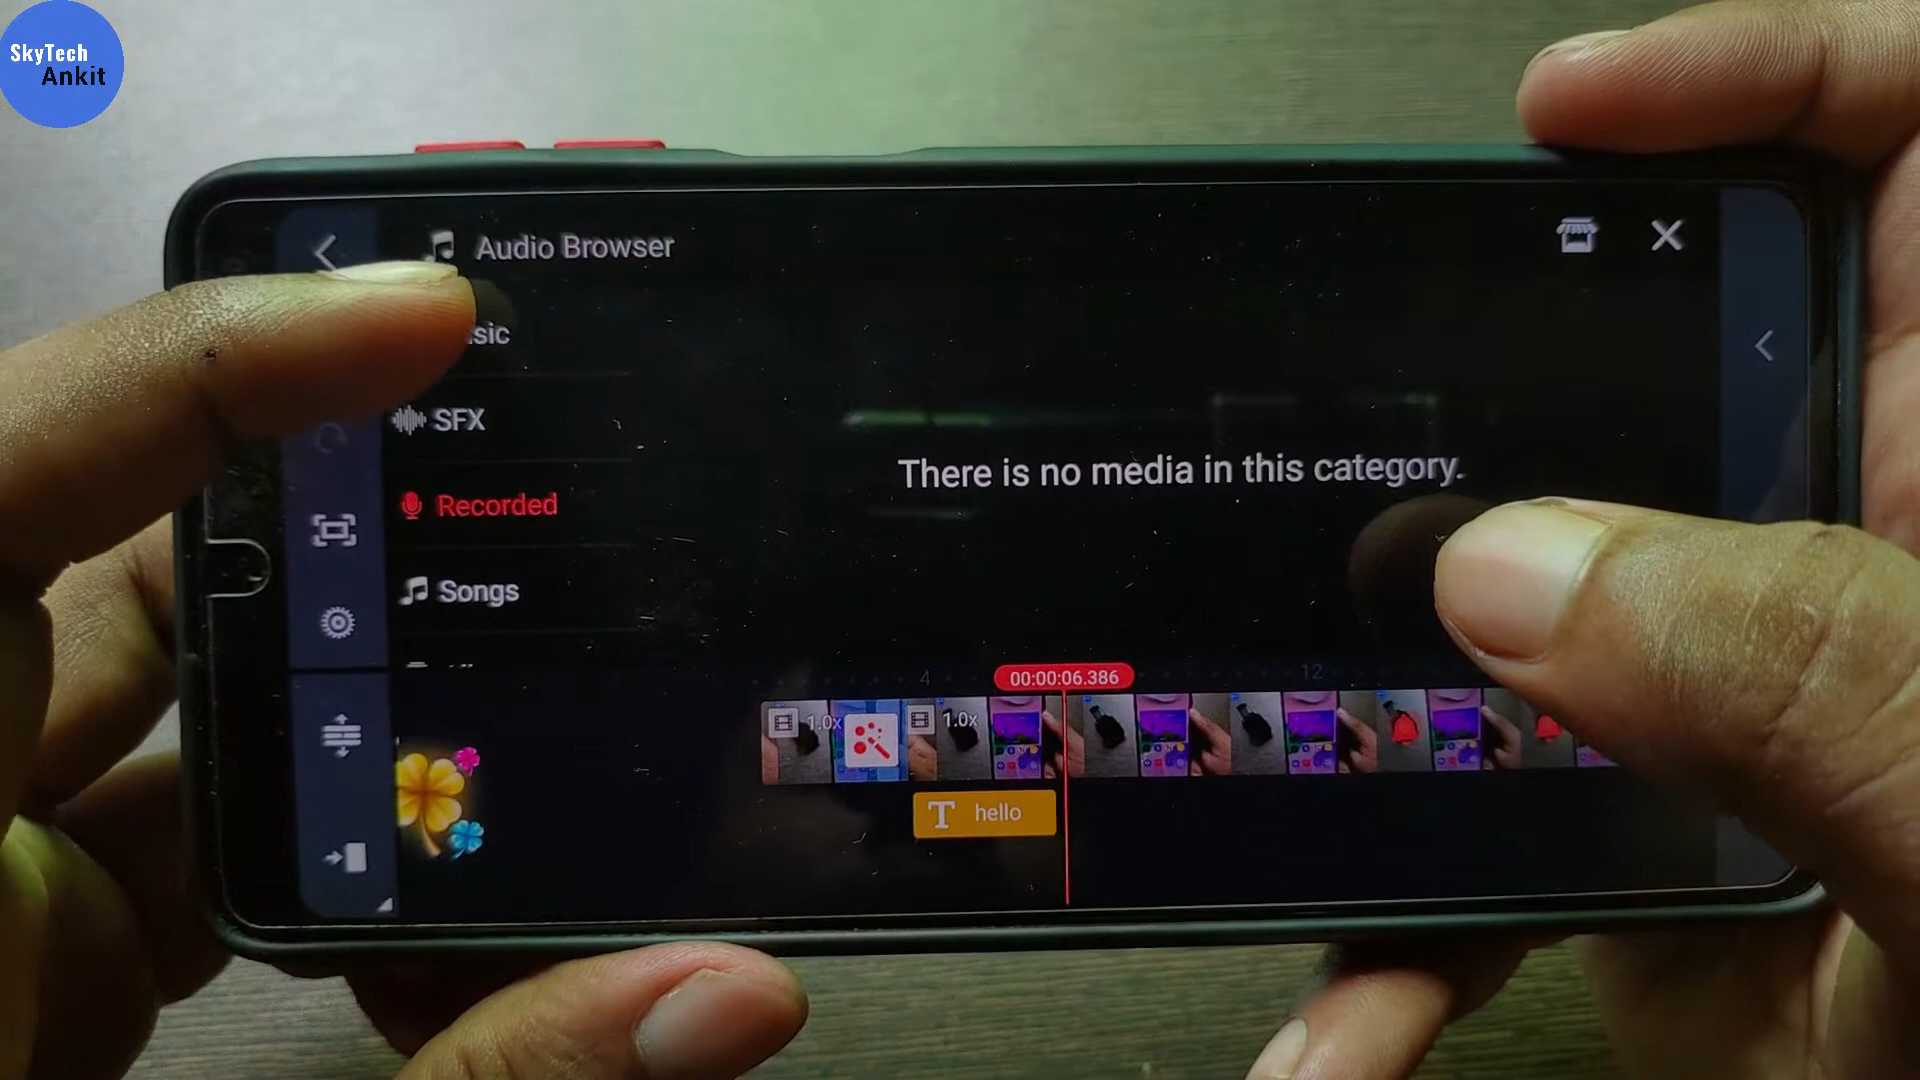 SkyTech
Ankit
Audio Browser
SFX
There is no media in this category.
Recorded
Songs
4
00:00:06.386
12
1.0x
1.0x
T hello